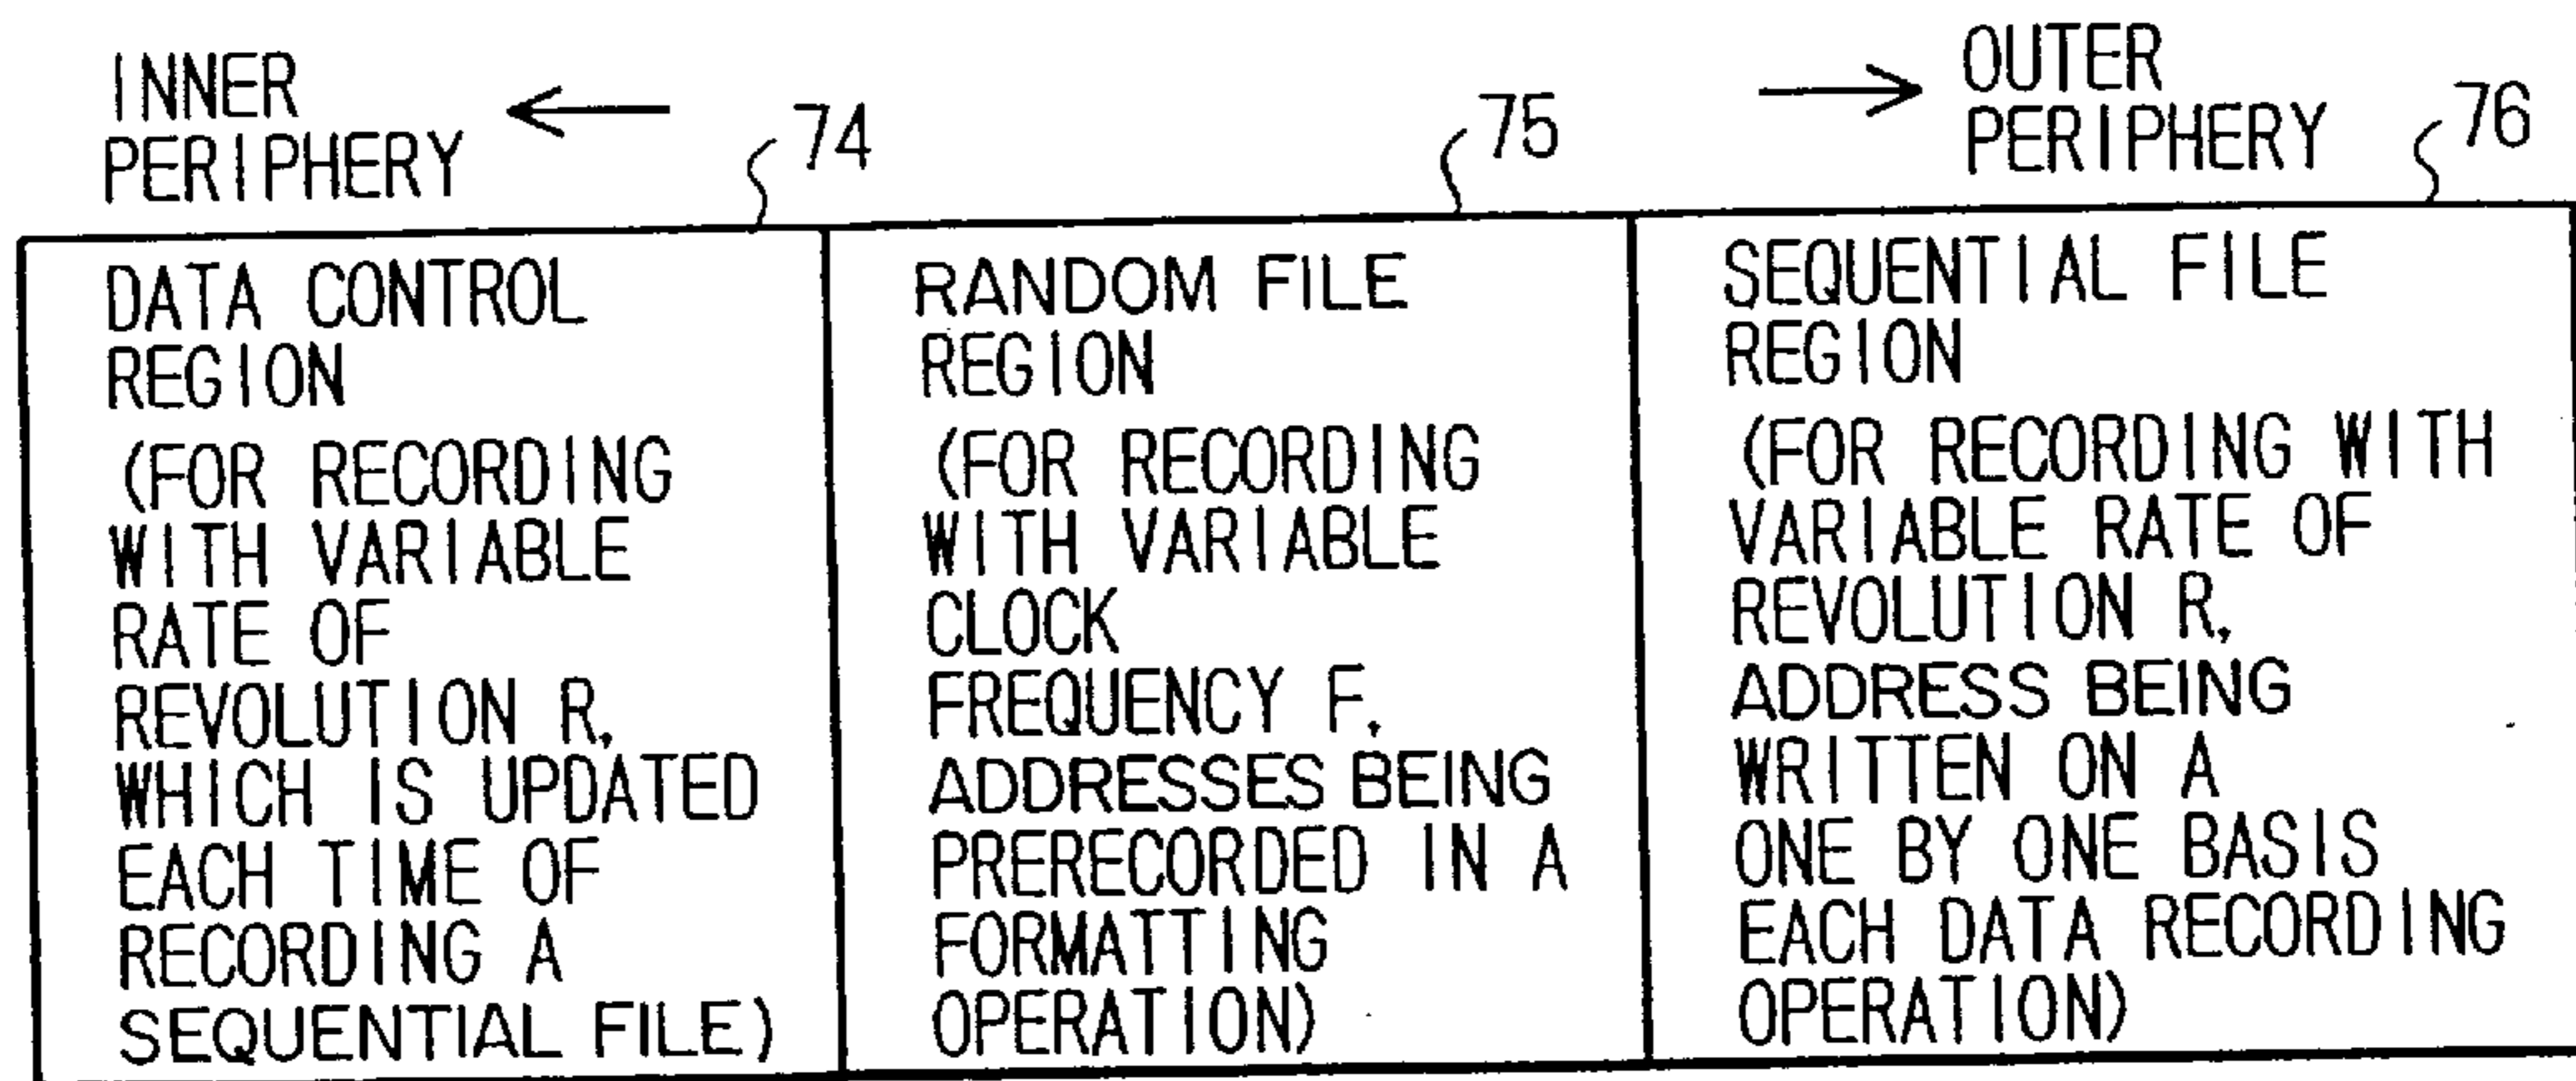 INNER
PERIPHERY
OUTER
PERIPHERY
74
75
76
DATA CONTROL
REGION
(FOR RECORDING
WITH VARIABLE
RATE OF
REVOLUTION R,
WHICH IS UPDATED
EACH TIME OF
RECORDING A
SEQUENTIAL FILE)
RANDOM FILE
REGION
(FOR RECORDING
WITH VARIABLE
CLOCK
FREQUENCY F,
ADDRESSES BEING
PRERECORDED IN A
FORMATTING
OPERATION)
SEQUENTIAL FILE
REGION
(FOR RECORDING WITH
VARIABLE RATE OF
REVOLUTION R,
ADDRESS BEING
WRITTEN ON A
ONE BY ONE BASIS
EACH DATA RECORDING
OPERATION)